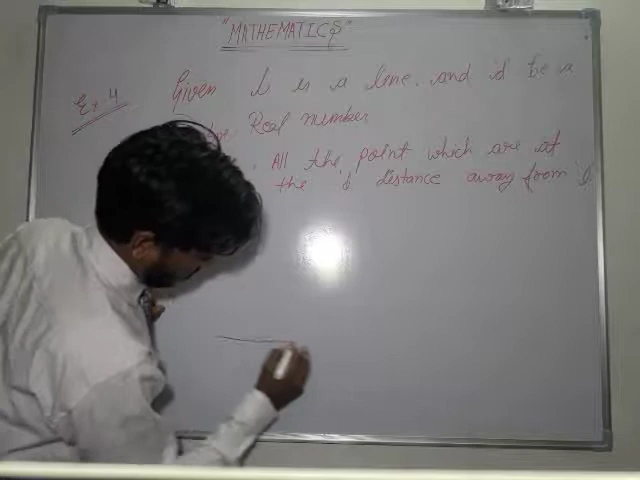 "MATHEMATICS"
Ex. 4
Given L is a line. and d be a
Real number
All the point which are at
the d distance away from